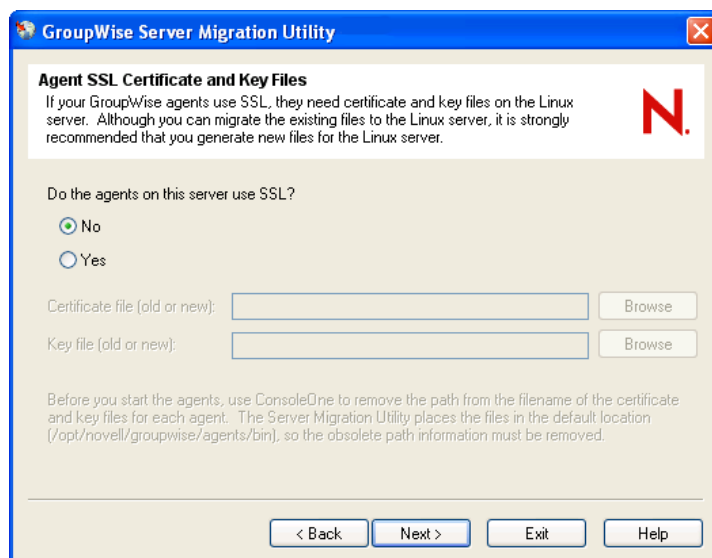 GroupWise Server Migration Utility
Agent SSL Certificate and Key Files
If your GroupWise agents use SSL, they need certificate and key files on the Linux
server. Although you can migrate the existing files to the Linux server, it is strongly
recommended that you generate new files for the Linux server.
N.
Do the agents on this server use SSL?
No
Yes
Certificate file (old or new):
Browse
Key file (old or new):
Browse
Before you start the agents, use ConsoleOne to remove the path from the filename of the certificate
and key files for each agent. The Server Migration Utility places the files in the default location
(/opt/novell/groupwise/agents/bin), so the obsolete path information must be removed.
< Back
Next >
Exit
Help